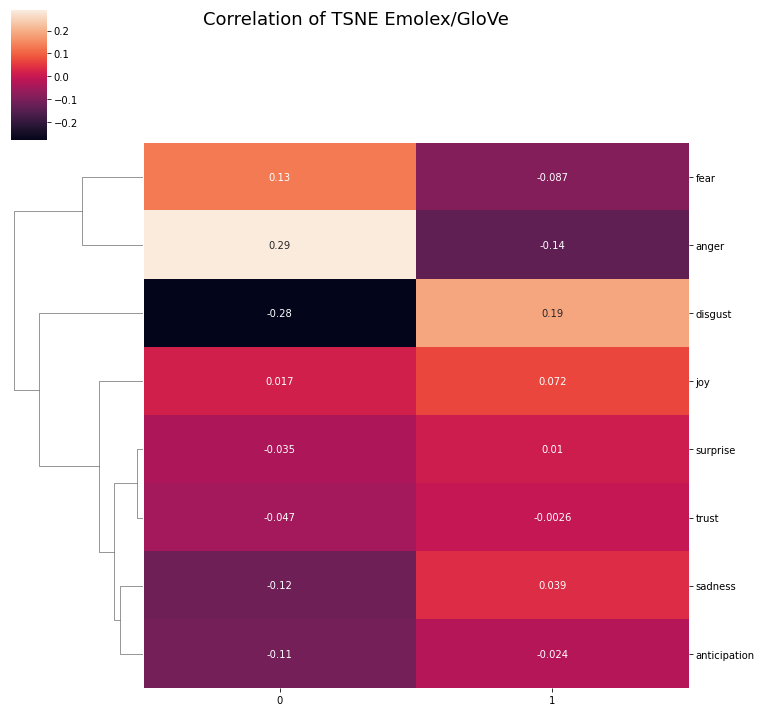 Correlation of TSNE Emolex/GloVe
0.2
0.1
0.0
−0.1
−0.2
0.13 -0.087 fear
0.29 -0.14 anger
-0.28 0.19 disgust
0.017 0.072 joy
-0.035 0.01 surprise
-0.047 -0.0026 trust
-0.12 0.039 sadness
-0.11 -0.024 anticipation
0 1